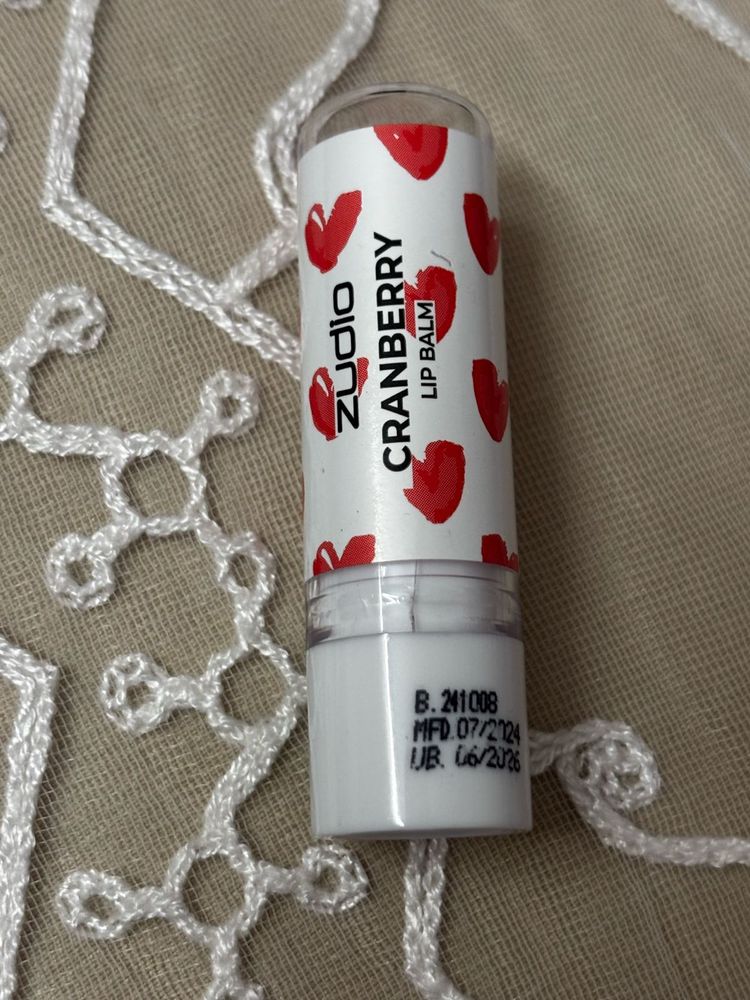 ZUDIO
CRANBERRY
LIP BALM
B. 241008
MFD. 07/2024
UB. 06/2026